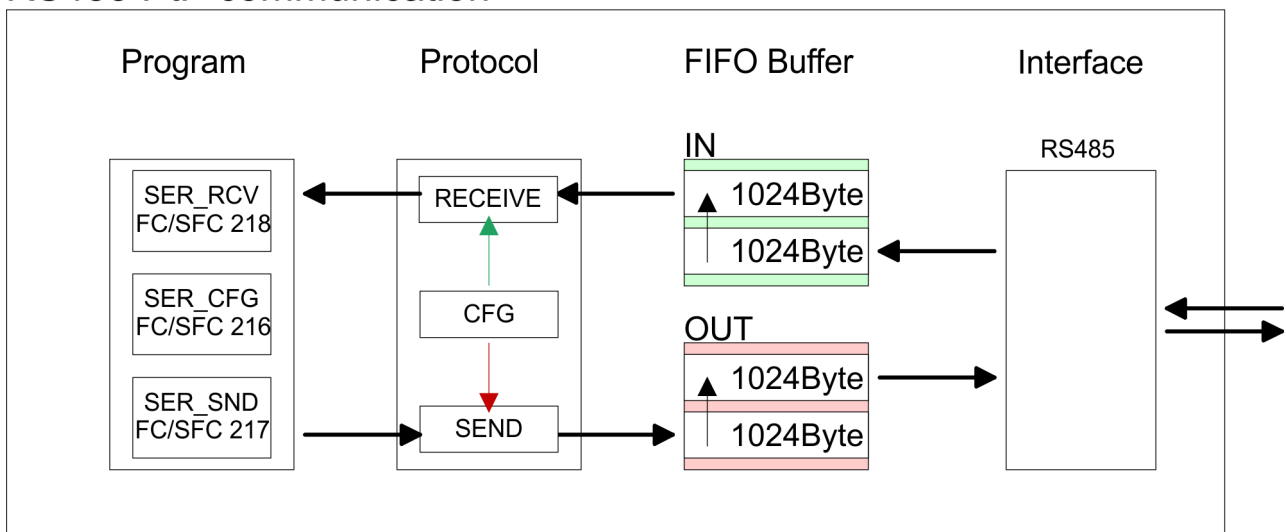 Program
Protocol
FIFO Buffer
Interface
SER_RCV
FC/SFC 218
SER_CFG
FC/SFC 216
SER_SND
FC/SFC 217
RECEIVE
CFG
SEND
IN
1024Byte
1024Byte
OUT
1024Byte
1024Byte
RS485